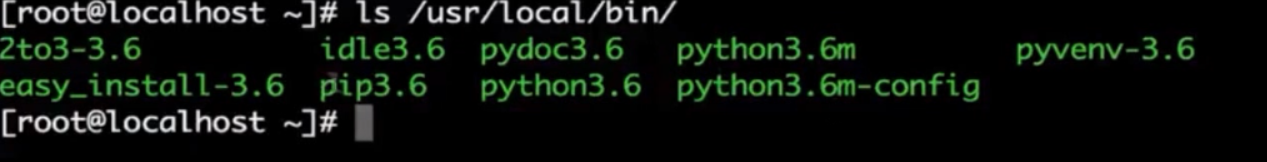 [root@localhost ~]# ls /usr/local/bin/
2to3-3.6 idle3.6 pydoc3.6 python3.6m pyvenv-3.6
easy_install-3.6 pip3.6 python3.6 python3.6m-config
[root@localhost ~]#